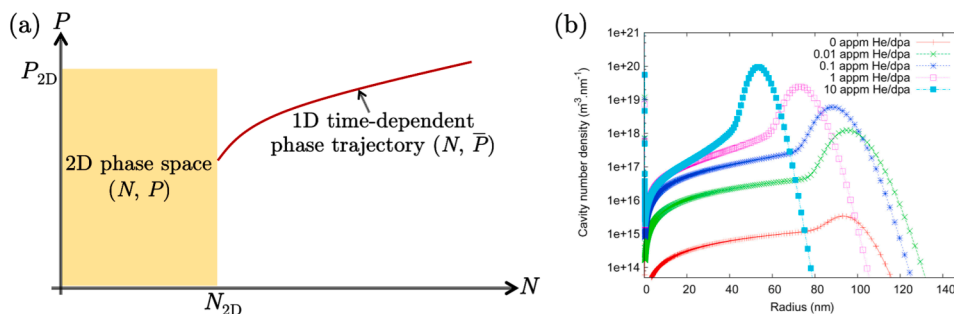 (a)
P
P2D
2D phase space
(N, P)
1D time-dependent
phase trajectory (N, P̅)
N2D
N
(b)
Cavity number density (m-3.nm-1)
1e+21
1e+20
1e+19
1e+18
1e+17
1e+16
1e+15
1e+14
0 appm He/dpa
0.01 appm He/dpa
0.1 appm He/dpa
1 appm He/dpa
10 appm He/dpa
0 20 40 60 80 100 120 140
Radius (nm)